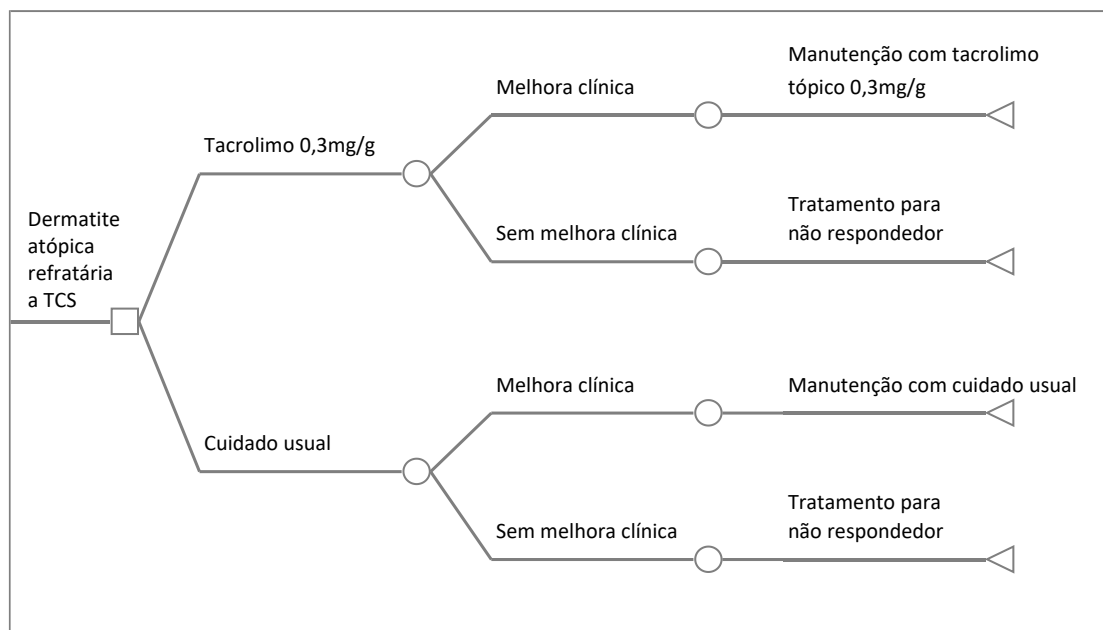 Dermatite
atópica
refratária
a TCS
Tacrolimo 0,3mg/g
Melhora clínica
Manutenção com tacrolimo
tópico 0,3mg/g
Sem melhora clínica
Tratamento para
não respondedor
Cuidado usual
Melhora clínica
Manutenção com cuidado usual
Sem melhora clínica
Tratamento para
não respondedor